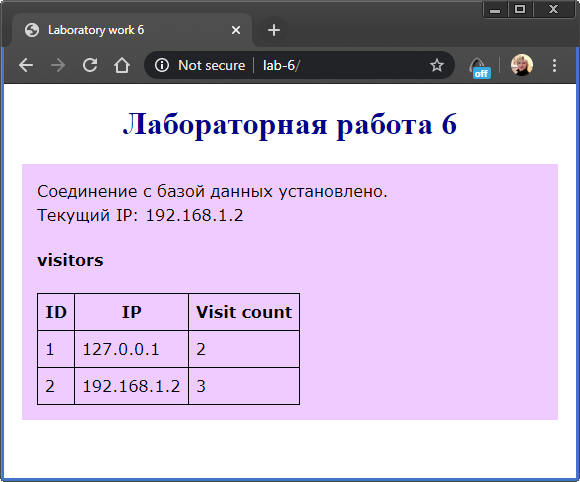 Laboratory work 6
Not secure lab-6/
off
Лабораторная работа 6
Соединение с базой данных установлено.
Текущий IP: 192.168.1.2
visitors
ID IP Visit count
1 127.0.0.1 2
2 192.168.1.2 3